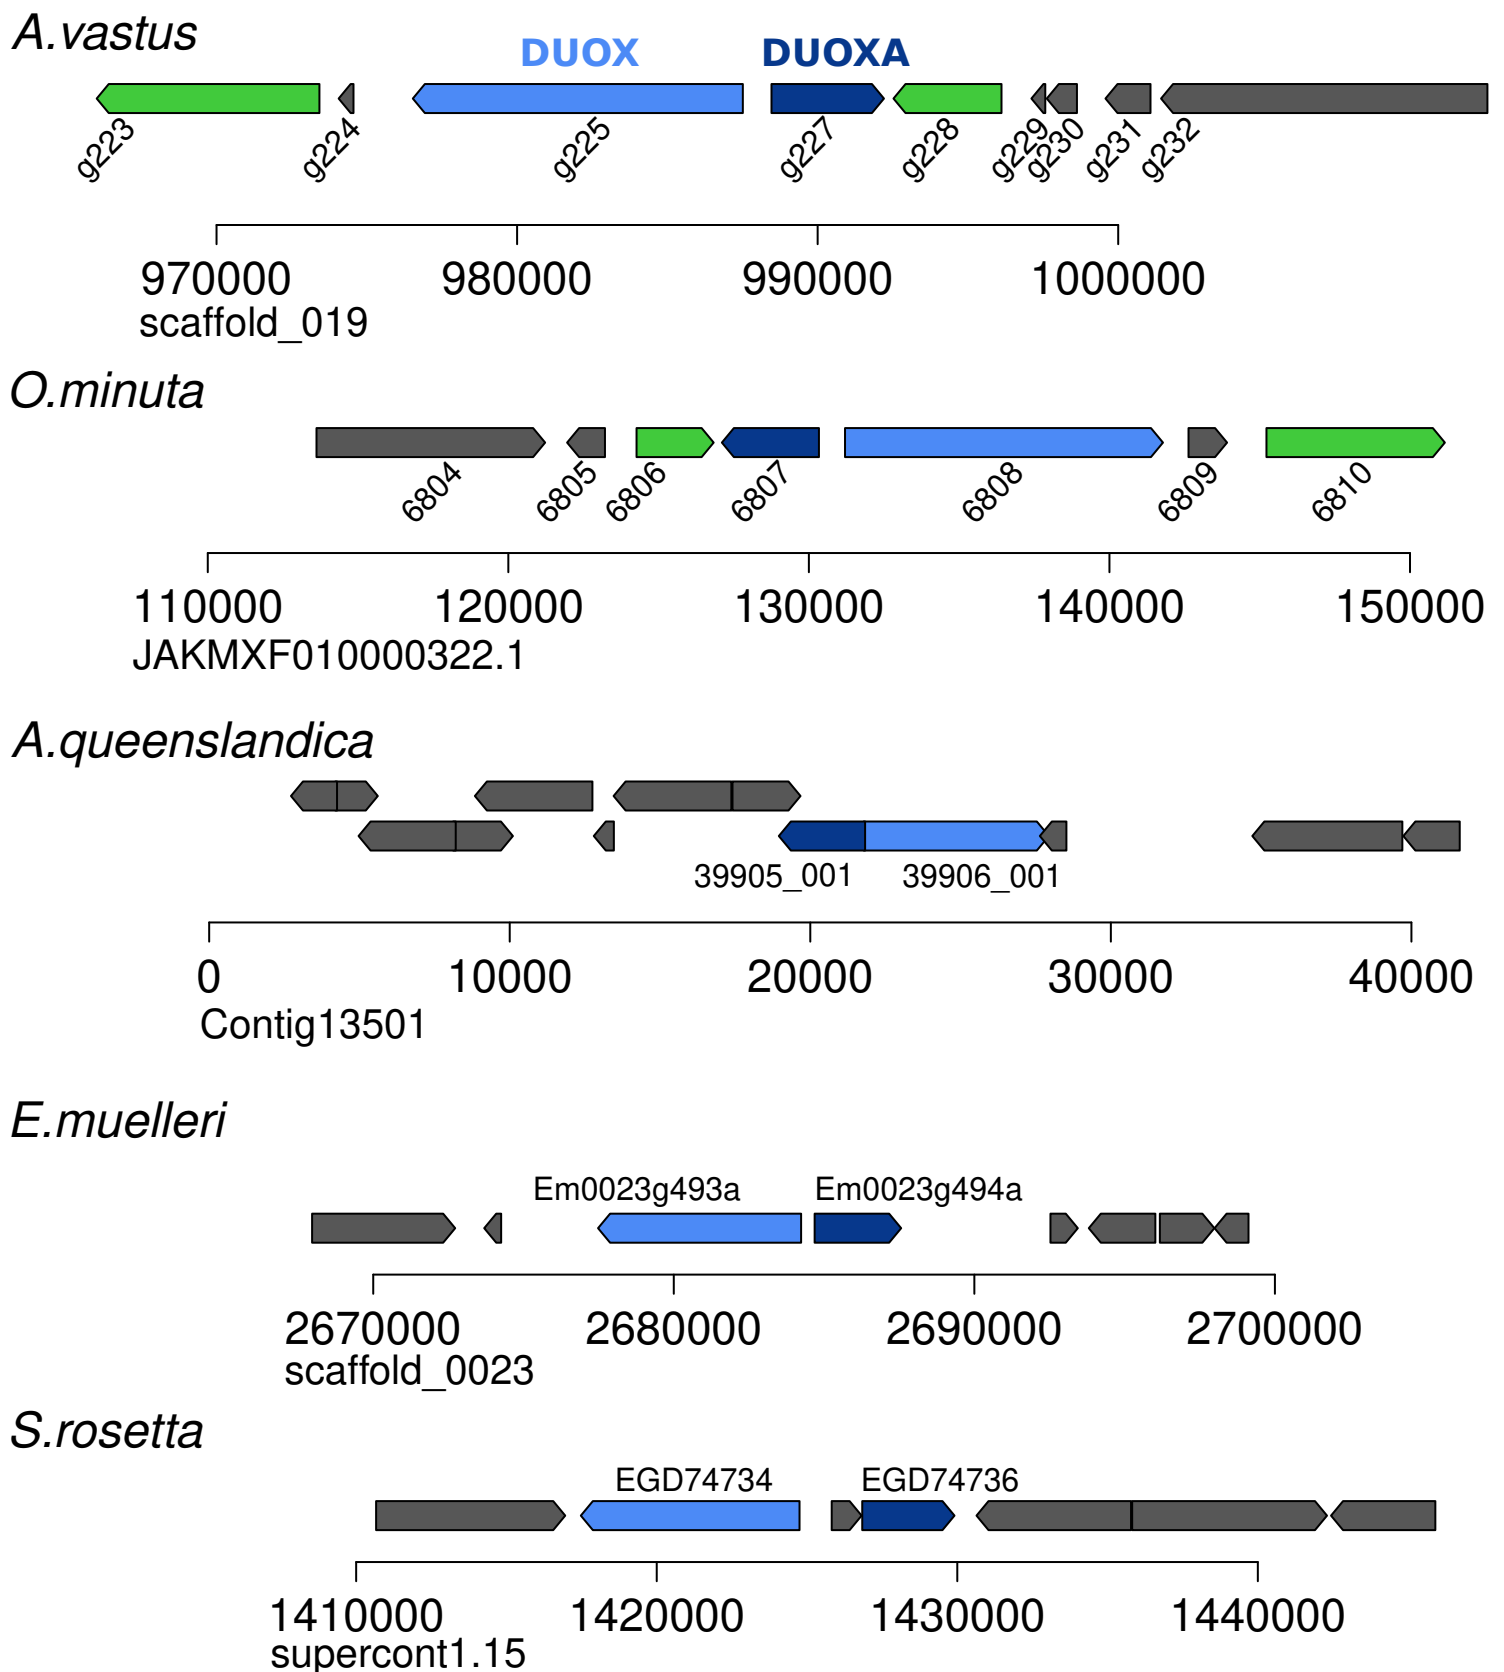 A.vastus
DUOX DUOXA
g223 g224 g225 g227 g228 g229 g230 g231 g232
970000 980000 990000 1000000
scaffold_019
O.minuta
6804 6805 6806 6807 6808 6809 6810
110000 120000 130000 140000 150000
JAKMXF010000322.1
A.queenslandica
39905_001 39906_001
0 10000 20000 30000 40000
Contig13501
E.muelleri
Em0023g493a Em0023g494a
2670000 2680000 2690000 2700000
scaffold_0023
S.rosetta
EGD74734 EGD74736
1410000 1420000 1430000 1440000
supercont1.15